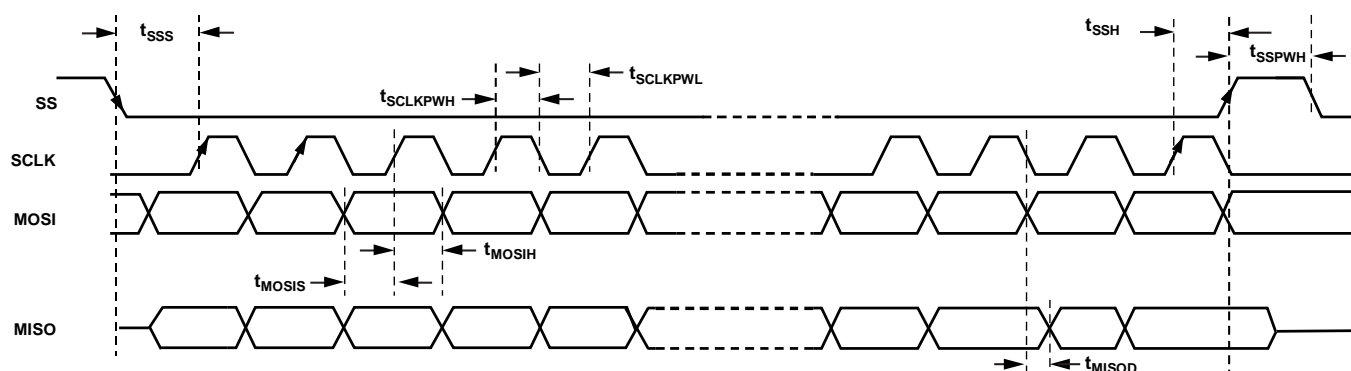 tSSS
tSSH
tSSPWH
tSCLKPWL
tSCLKPWH
SS
SCLK
MOSI
tMOSIH
tMOSIS
MISO
tMISOD